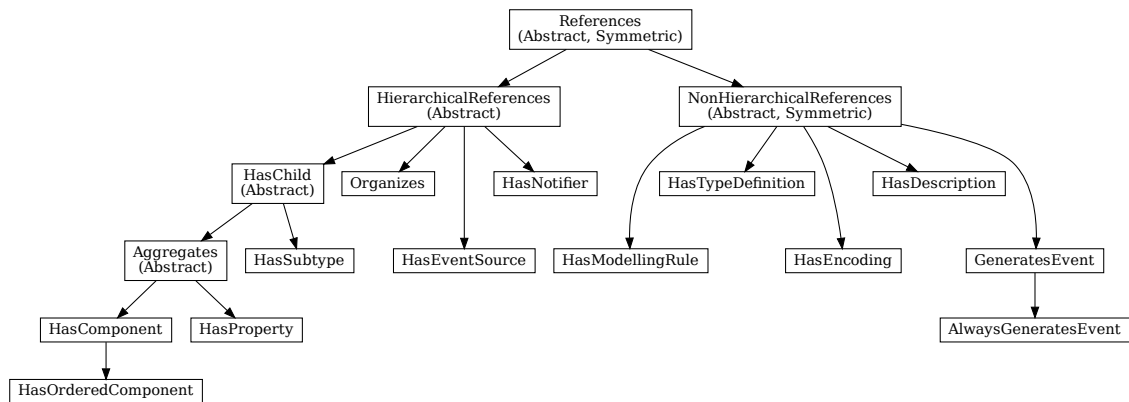 References
(Abstract, Symmetric)
HierarchicalReferences
(Abstract)
NonHierarchicalReferences
(Abstract, Symmetric)
HasChild
(Abstract)
Organizes
HasNotifier
HasTypeDefinition
HasDescription
Aggregates
(Abstract)
HasSubtype
HasEventSource
HasModellingRule
HasEncoding
GeneratesEvent
HasComponent
HasProperty
AlwaysGeneratesEvent
HasOrderedComponent